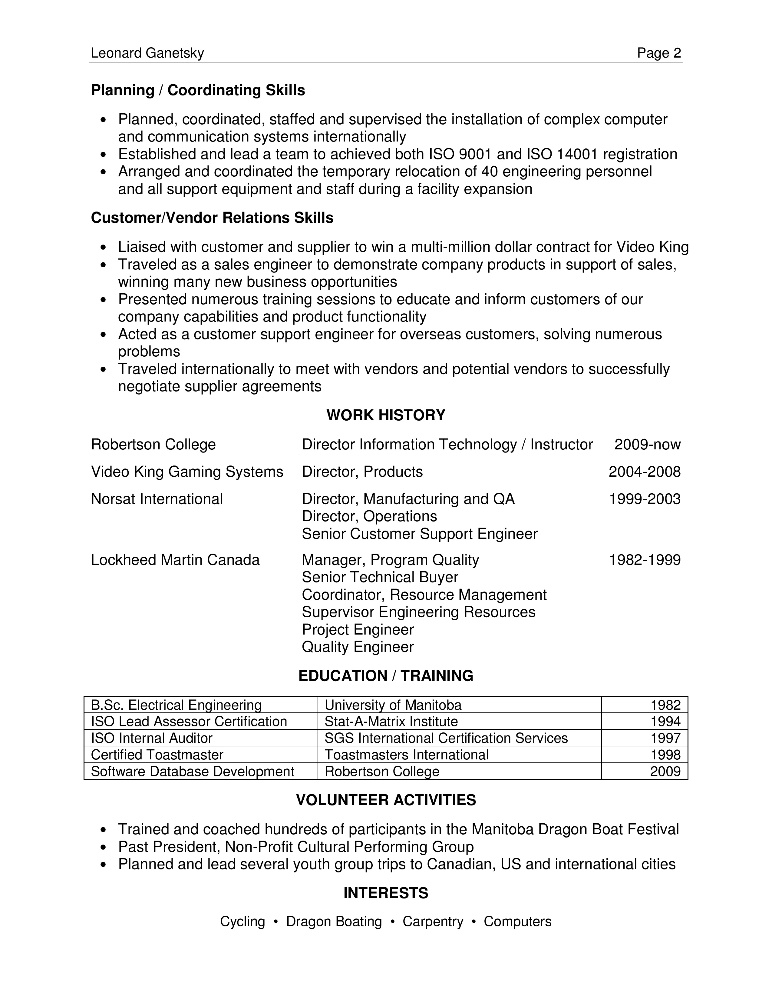 Leonard Ganetsky Page 2
Planning / Coordinating Skills
• Planned, coordinated, staffed and supervised the installation of complex computer
and communication systems internationally
• Established and lead a team to achieved both ISO 9001 and ISO 14001 registration
• Arranged and coordinated the temporary relocation of 40 engineering personnel
and all support equipment and staff during a facility expansion
Customer/Vendor Relations Skills
• Liaised with customer and supplier to win a multi-million dollar contract for Video King
• Traveled as a sales engineer to demonstrate company products in support of sales,
winning many new business opportunities
• Presented numerous training sessions to educate and inform customers of our
company capabilities and product functionality
• Acted as a customer support engineer for overseas customers, solving numerous
problems
• Traveled internationally to meet with vendors and potential vendors to successfully
negotiate supplier agreements
WORK HISTORY
Robertson College Director Information Technology / Instructor 2009-now
Video King Gaming Systems Director, Products 2004-2008
Norsat International Director, Manufacturing and QA 1999-2003
Director, Operations
Senior Customer Support Engineer
Lockheed Martin Canada Manager, Program Quality 1982-1999
Senior Technical Buyer
Coordinator, Resource Management
Supervisor Engineering Resources
Project Engineer
Quality Engineer
EDUCATION / TRAINING
B.Sc. Electrical Engineering University of Manitoba 1982
ISO Lead Assessor Certification Stat-A-Matrix Institute 1994
ISO Internal Auditor SGS International Certification Services 1997
Certified Toastmaster Toastmasters International 1998
Software Database Development Robertson College 2009
VOLUNTEER ACTIVITIES
• Trained and coached hundreds of participants in the Manitoba Dragon Boat Festival
• Past President, Non-Profit Cultural Performing Group
• Planned and lead several youth group trips to Canadian, US and international cities
INTERESTS
Cycling • Dragon Boating • Carpentry • Computers